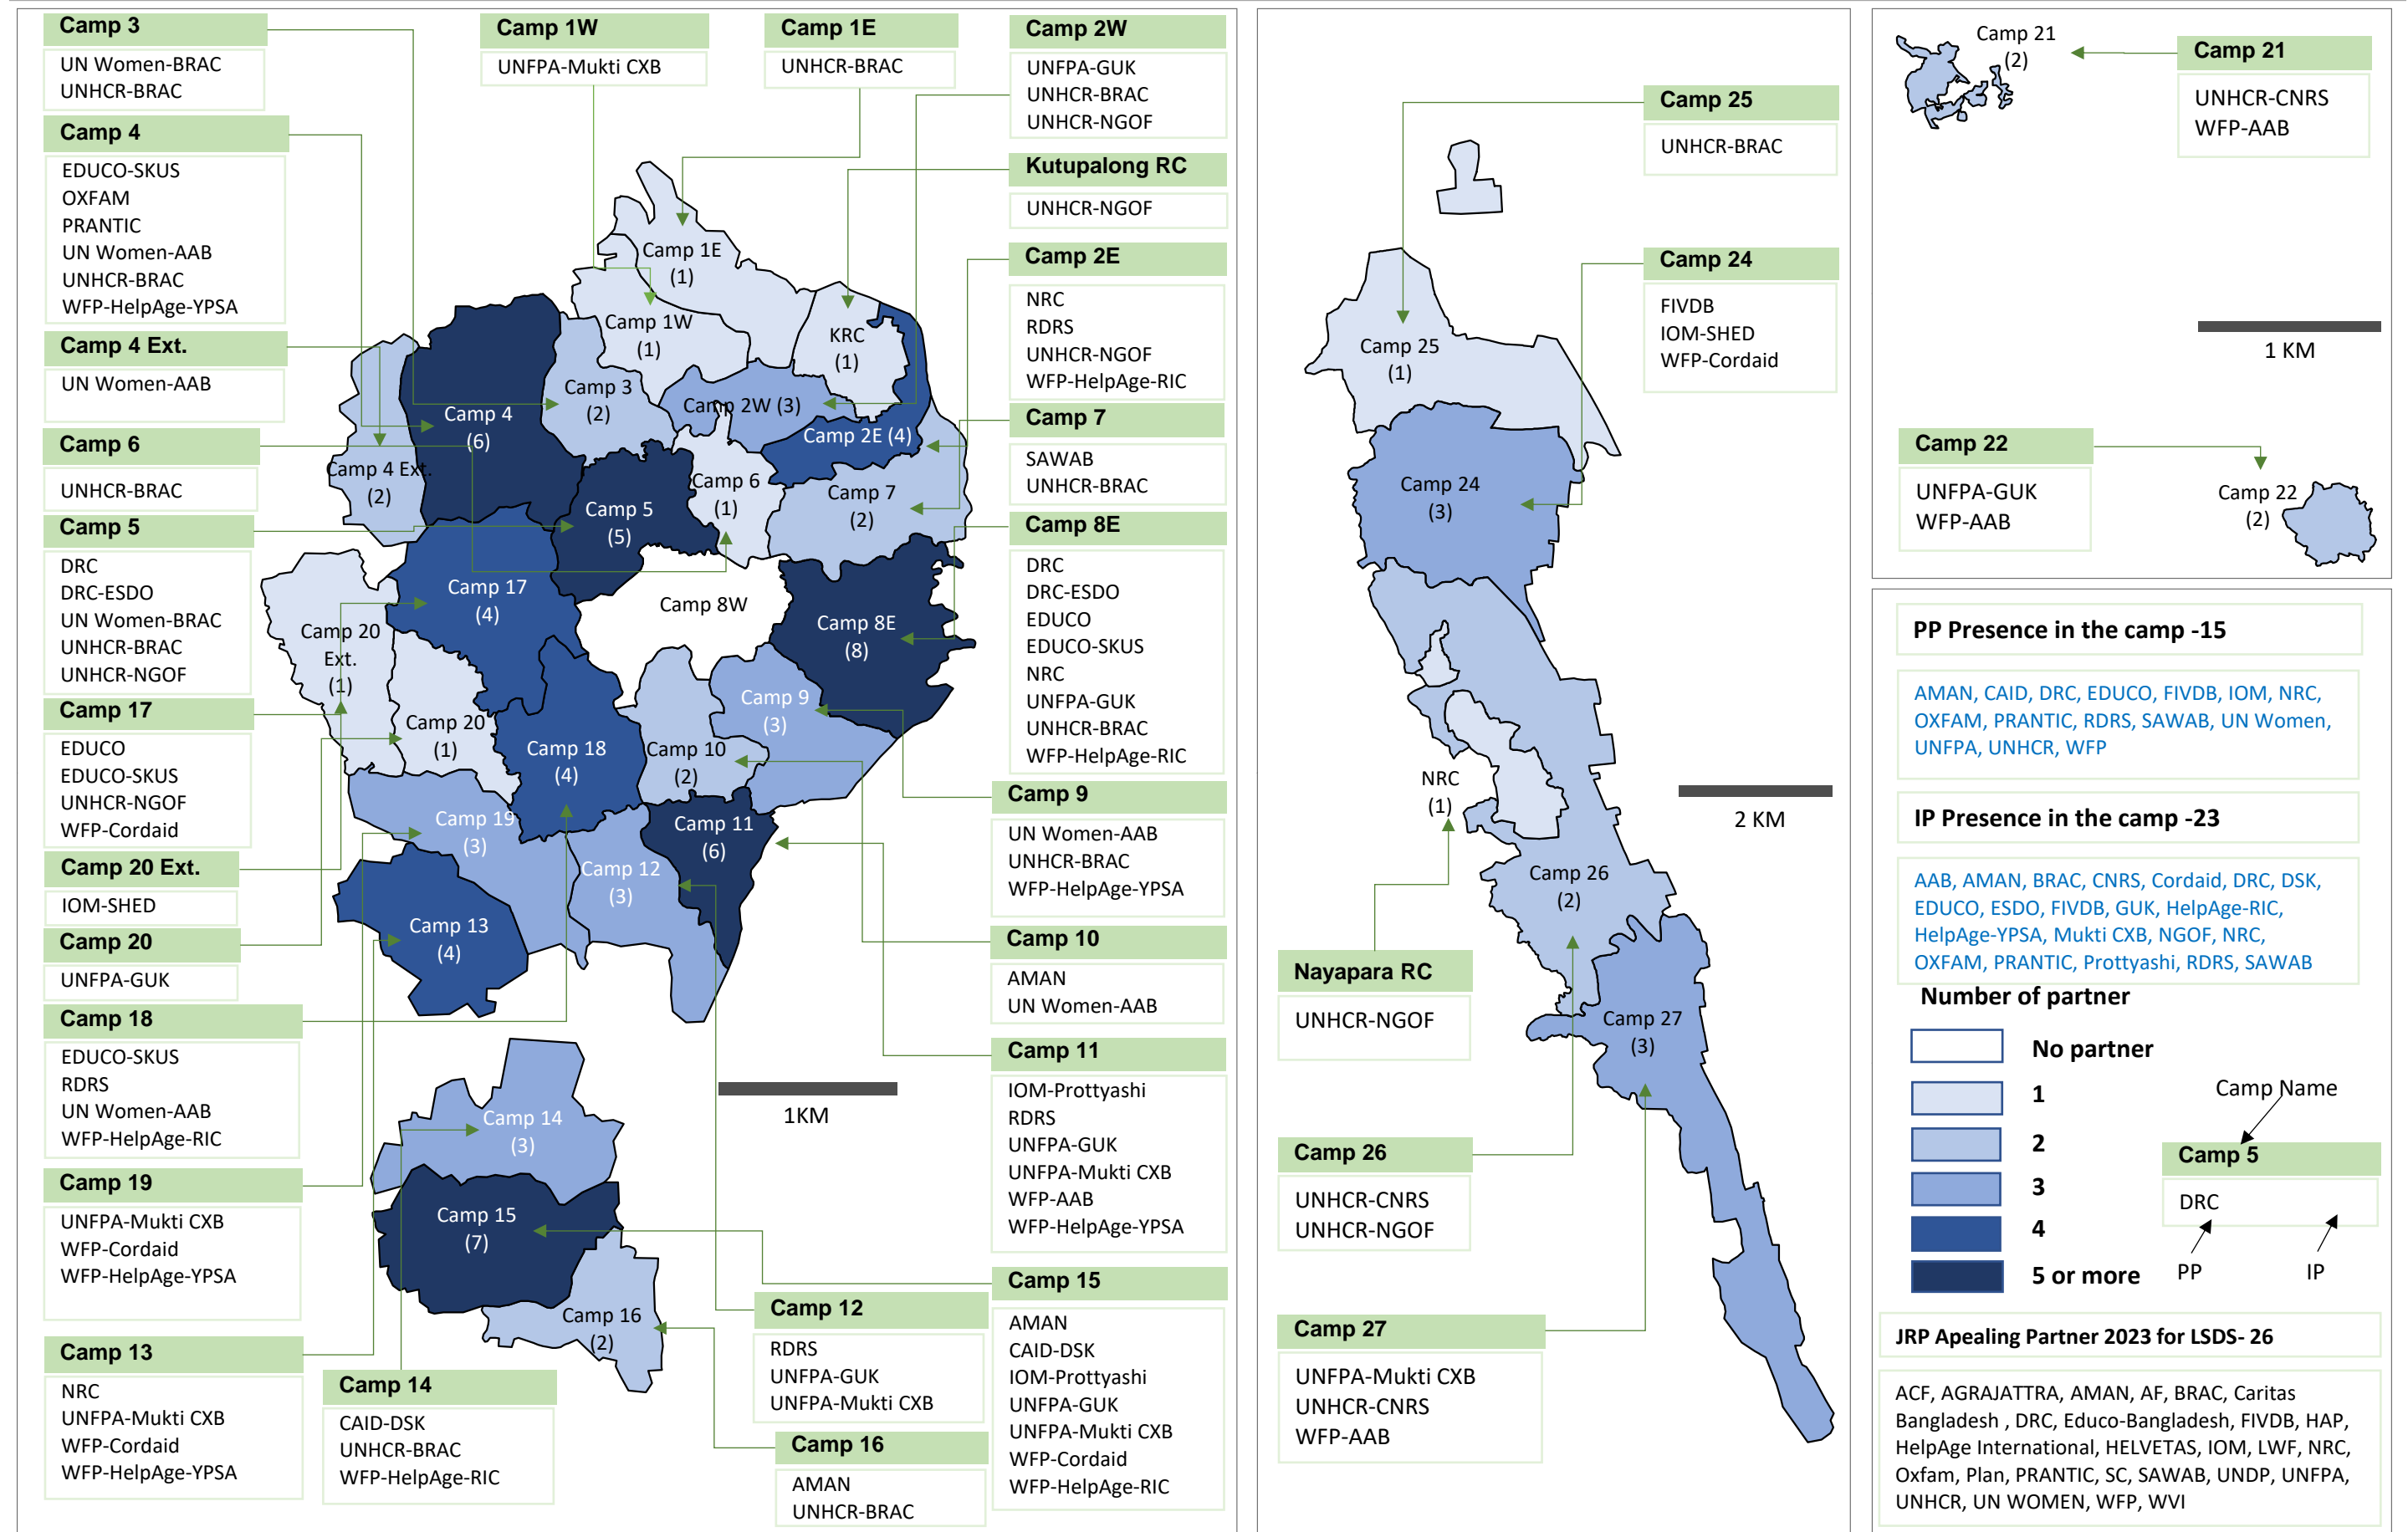 Camp 3
UN Women-BRAC
UNHCR-BRAC
Camp 4
EDUCO-SKUS
OXFAM
PRANTIC
UN Women-AAB
UNHCR-BRAC
WFP-HelpAge-YPSA
Camp 4 Ext.
UN Women-AAB
Camp 6
UNHCR-BRAC
Camp 5
DRC
DRC-ESDO
UN Women-BRAC
UNHCR-BRAC
UNHCR-NGOF
Camp 17
EDUCO
EDUCO-SKUS
UNHCR-NGOF
WFP-Cordaid
Camp 20 Ext.
IOM-SHED
Camp 20
UNFPA-GUK
Camp 18
EDUCO-SKUS
RDRS
UN Women-AAB
WFP-HelpAge-RIC
Camp 19
UNFPA-Mukti CXB
WFP-Cordaid
WFP-HelpAge-YPSA
Camp 13
NRC
UNFPA-Mukti CXB
WFP-Cordaid
WFP-HelpAge-YPSA
Camp 14
CAID-DSK
UNHCR-BRAC
WFP-HelpAge-RIC
Camp 1W
UNFPA-Mukti CXB
Camp 1E
UNHCR-BRAC
Camp 2W
UNFPA-GUK
UNHCR-BRAC
UNHCR-NGOF
Kutupalong RC
UNHCR-NGOF
Camp 2E
NRC
RDRS
UNHCR-NGOF
WFP-HelpAge-RIC
Camp 7
SAWAB
UNHCR-BRAC
Camp 8E
DRC
DRC-ESDO
EDUCO
EDUCO-SKUS
NRC
UNFPA-GUK
UNHCR-BRAC
WFP-HelpAge-RIC
Camp 9
UN Women-AAB
UNHCR-BRAC
WFP-HelpAge-YPSA
Camp 10
AMAN
UN Women-AAB
Camp 11
IOM-Prottyashi
RDRS
UNFPA-GUK
UNFPA-Mukti CXB
WFP-AAB
WFP-HelpAge-YPSA
Camp 15
AMAN
CAID-DSK
IOM-Prottyashi
UNFPA-GUK
UNFPA-Mukti CXB
WFP-Cordaid
WFP-HelpAge-RIC
Camp 12
RDRS
UNFPA-GUK
UNFPA-Mukti CXB
Camp 16
AMAN
UNHCR-BRAC
Camp 1E
(1)
Camp 1W
(1)
KRC
(1)
Camp 3
(2)
Camp 2W (3)
Camp 4
(6)
Camp 2E (4)
Camp 4 Ext.
(2)
Camp 6
(1)
Camp 7
(2)
Camp 5
(5)
Camp 17
(4)
Camp 8W
Camp 8E
(8)
Camp 20
Ext.
(1)
Camp 20
(1)
Camp 9
(3)
Camp 18
(4)
Camp 10
(2)
Camp 19
(3)
Camp 11
(6)
Camp 12
(3)
Camp 13
(4)
Camp 14
(3)
Camp 15
(7)
Camp 16
(2)
1KM
Camp 25
UNHCR-BRAC
Camp 24
FIVDB
IOM-SHED
WFP-Cordaid
Camp 25
(1)
Camp 24
(3)
NRC
(1)
2 KM
Camp 26
(2)
Camp 27
(3)
Nayapara RC
UNHCR-NGOF
Camp 26
UNHCR-CNRS
UNHCR-NGOF
Camp 27
UNFPA-Mukti CXB
UNHCR-CNRS
WFP-AAB
Camp 21
(2)
Camp 21
UNHCR-CNRS
WFP-AAB
1 KM
Camp 22
UNFPA-GUK
WFP-AAB
Camp 22
(2)
PP Presence in the camp -15
AMAN, CAID, DRC, EDUCO, FIVDB, IOM, NRC,
OXFAM, PRANTIC, RDRS, SAWAB, UN Women,
UNFPA, UNHCR, WFP
IP Presence in the camp -23
AAB, AMAN, BRAC, CNRS, Cordaid, DRC, DSK,
EDUCO, ESDO, FIVDB, GUK, HelpAge-RIC,
HelpAge-YPSA, Mukti CXB, NGOF, NRC,
OXFAM, PRANTIC, Prottyashi, RDRS, SAWAB
Number of partner
No partner
1
2
3
4
5 or more
Camp Name
Camp 5
DRC
PP
IP
JRP Apealing Partner 2023 for LSDS- 26
ACF, AGRAJATTRA, AMAN, AF, BRAC, Caritas
Bangladesh , DRC, Educo-Bangladesh, FIVDB, HAP,
HelpAge International, HELVETAS, IOM, LWF, NRC,
Oxfam, Plan, PRANTIC, SC, SAWAB, UNDP, UNFPA,
UNHCR, UN WOMEN, WFP, WVI